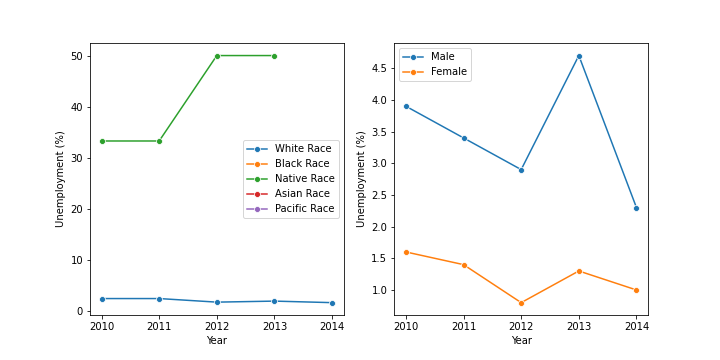 50
40
30
20
10
0
Unemployment (%)
White Race
Black Race
Native Race
Asian Race
Pacific Race
2010 2011 2012 2013 2014
Year
4.5
4.0
3.5
3.0
2.5
2.0
1.5
1.0
Unemployment (%)
Male
Female
2010 2011 2012 2013 2014
Year